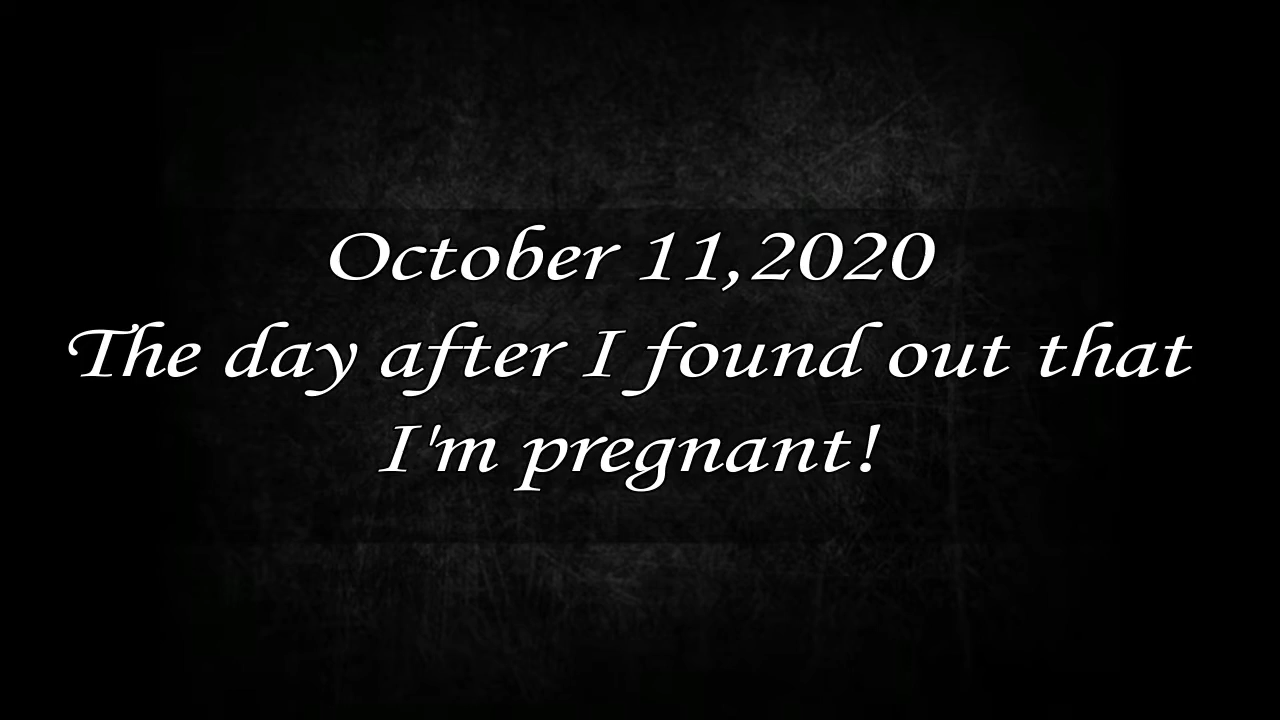 October 11,2020
The day after I found out that
I'm pregnant!